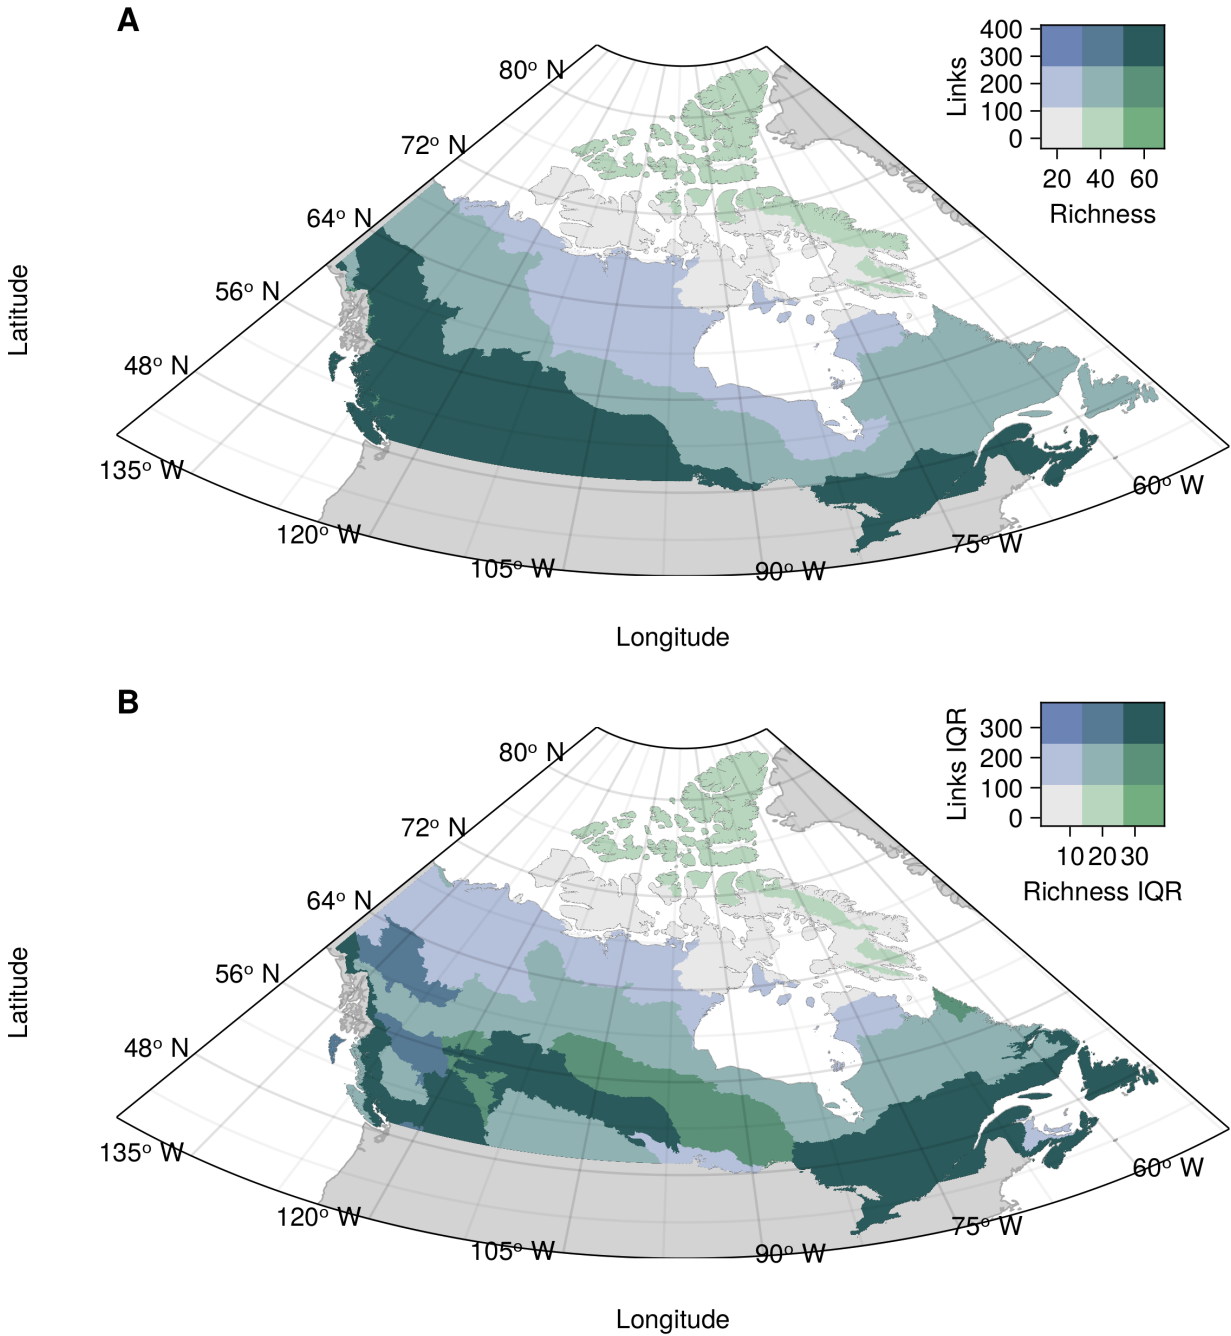 A
80° N
72° N
64° N
56° N
48° N
135° W
120° W
105° W
90° W
75° W
60° W
Latitude
Longitude
400
300
200
100
0
Links
20 40 60
Richness
B
80° N
72° N
64° N
56° N
48° N
135° W
120° W
105° W
90° W
75° W
60° W
Latitude
Longitude
300
200
100
0
Links IQR
10 20 30
Richness IQR